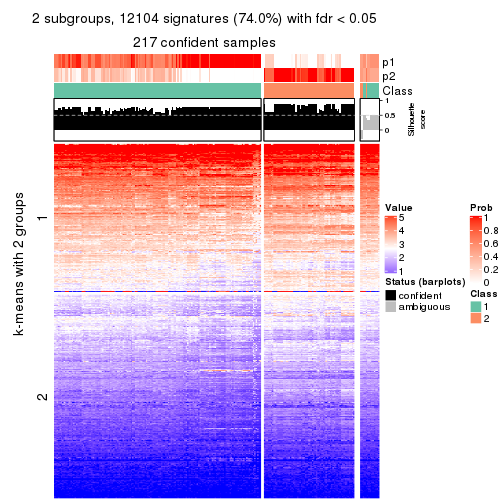 2 subgroups, 12104 signatures (74.0%) with fdr < 0.05
217 confident samples
p1
p2
Class
1
0.5
0
Silhouette
score
k-means with 2 groups
1
2
Value
5
4
3
2
1
Status (barplots)
confident
ambiguous
Prob
1
0.8
0.6
0.4
0.2
0
Class
1
2